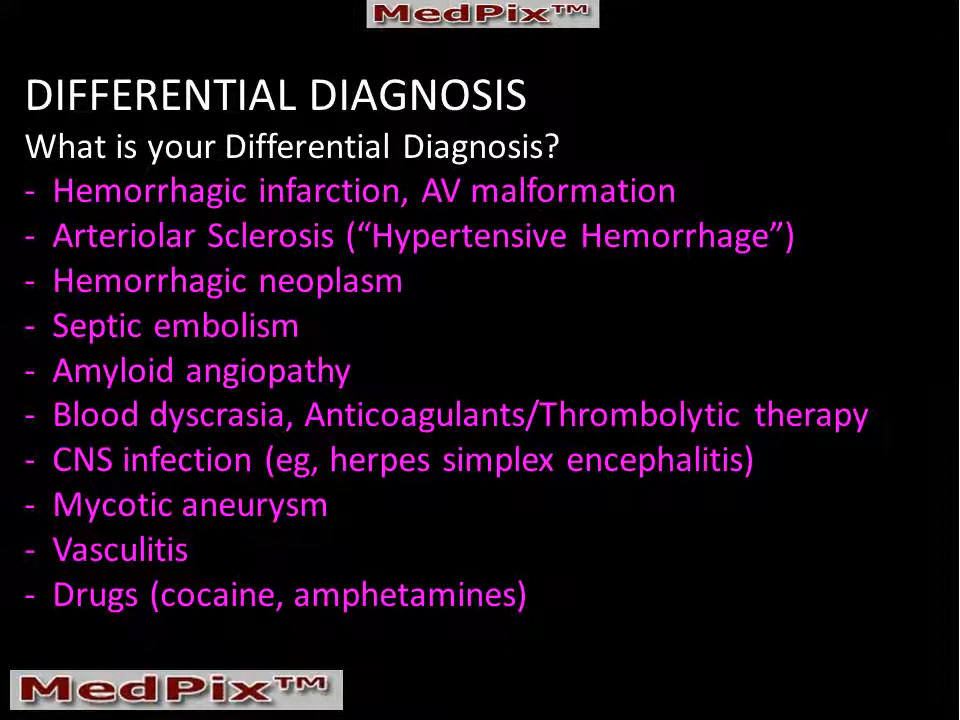 MedPix™
DIFFERENTIAL DIAGNOSIS
What is your Differential Diagnosis?
- Hemorrhagic infarction, AV malformation
- Arteriolar Sclerosis (“Hypertensive Hemorrhage”)
- Hemorrhagic neoplasm
- Septic embolism
- Amyloid angiopathy
- Blood dyscrasia, Anticoagulants/Thrombolytic therapy
- CNS infection (eg, herpes simplex encephalitis)
- Mycotic aneurysm
- Vasculitis
- Drugs (cocaine, amphetamines)
MedPix™